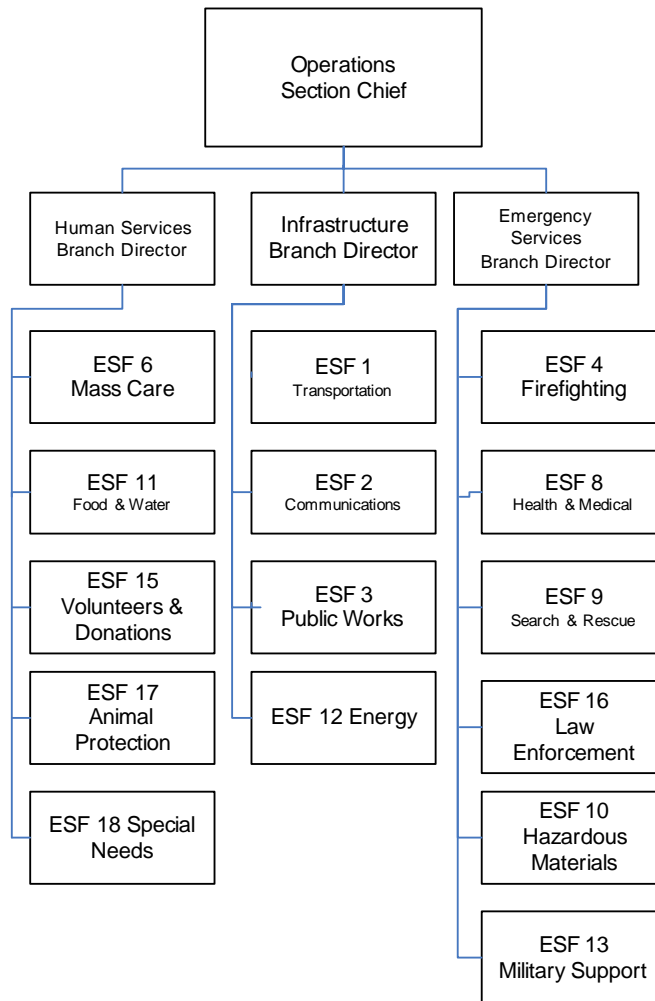 Operations
Section Chief
Human Services
Branch Director
Infrastructure
Branch Director
Emergency
Services
Branch Director
ESF 6
Mass Care
ESF 11
Food & Water
ESF 15
Volunteers &
Donations
ESF 17
Animal
Protection
ESF 18 Special
Needs
ESF 1
Transportation
ESF 2
Communications
ESF 3
Public Works
ESF 12 Energy
ESF 4
Firefighting
ESF 8
Health & Medical
ESF 9
Search & Rescue
ESF 16
Law
Enforcement
ESF 10
Hazardous
Materials
ESF 13
Military Support